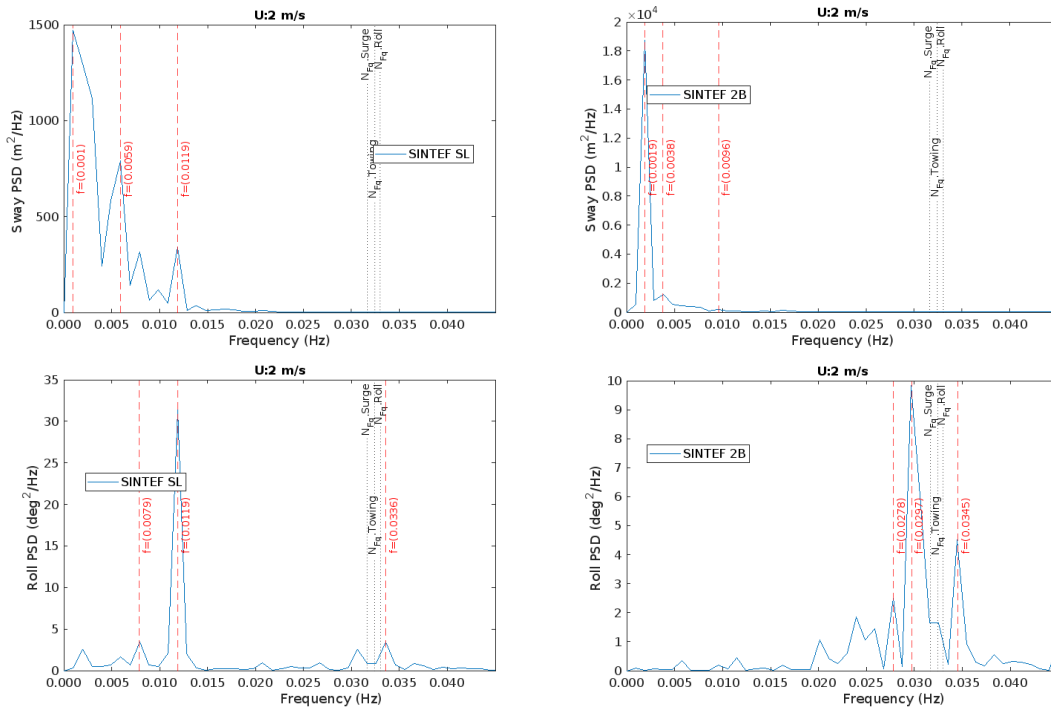 U:2 m/s
1500
1000
500
0
Sway PSD (m²/Hz)
f=(0.001)
f=(0.0059)
f=(0.0119)
N_Fq.Surge
N_Fq.Towing
N_Fq.Roll
SINTEF SL
0.000 0.005 0.010 0.015 0.020 0.025 0.030 0.035 0.040
Frequency (Hz)
U:2 m/s
×10⁴
2
1.8
1.6
1.4
1.2
1
0.8
0.6
0.4
0.2
0
Sway PSD (m²/Hz)
f=(0.0019)
f=(0.0038)
f=(0.0096)
N_Fq.Surge
N_Fq.Towing
N_Fq.Roll
SINTEF 2B
0.000 0.005 0.010 0.015 0.020 0.025 0.030 0.035 0.040
Frequency (Hz)
U:2 m/s
35
30
25
20
15
10
5
0
Roll PSD (deg²/Hz)
f=(0.0079)
f=(0.0119)
f=(0.0336)
N_Fq.Surge
N_Fq.Towing
N_Fq.Roll
SINTEF SL
0.000 0.005 0.010 0.015 0.020 0.025 0.030 0.035 0.040
Frequency (Hz)
U:2 m/s
10
9
8
7
6
5
4
3
2
1
0
Roll PSD (deg²/Hz)
f=(0.0278)
f=(0.0297)
f=(0.0345)
N_Fq.Surge
N_Fq.Towing
N_Fq.Roll
SINTEF 2B
0.000 0.005 0.010 0.015 0.020 0.025 0.030 0.035 0.040
Frequency (Hz)